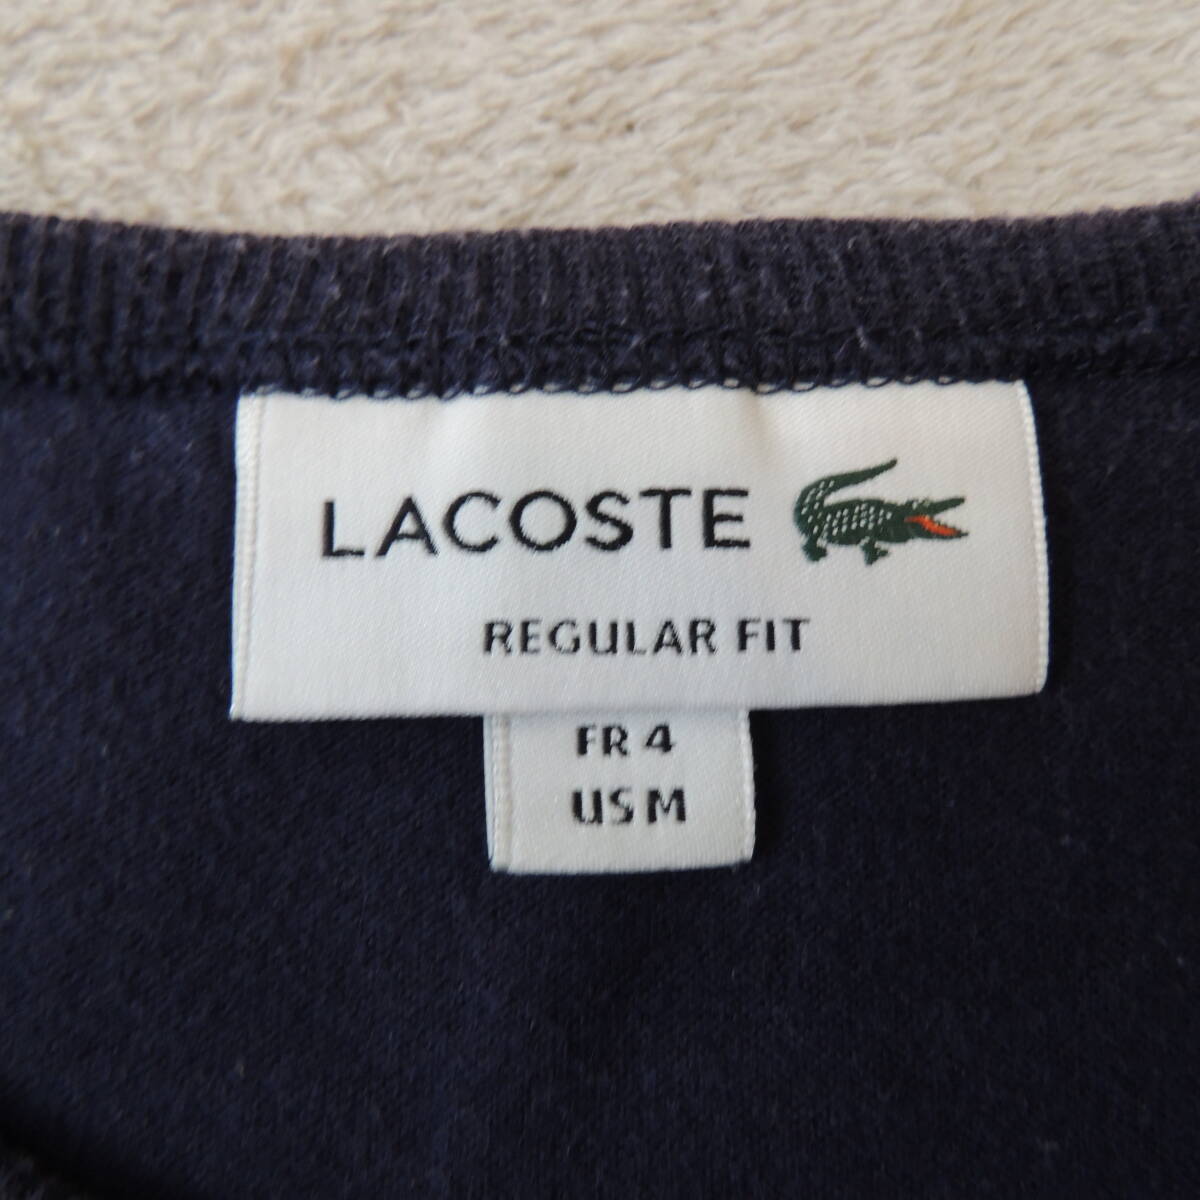 LACOSTE
REGULAR FIT
FR 4
US M